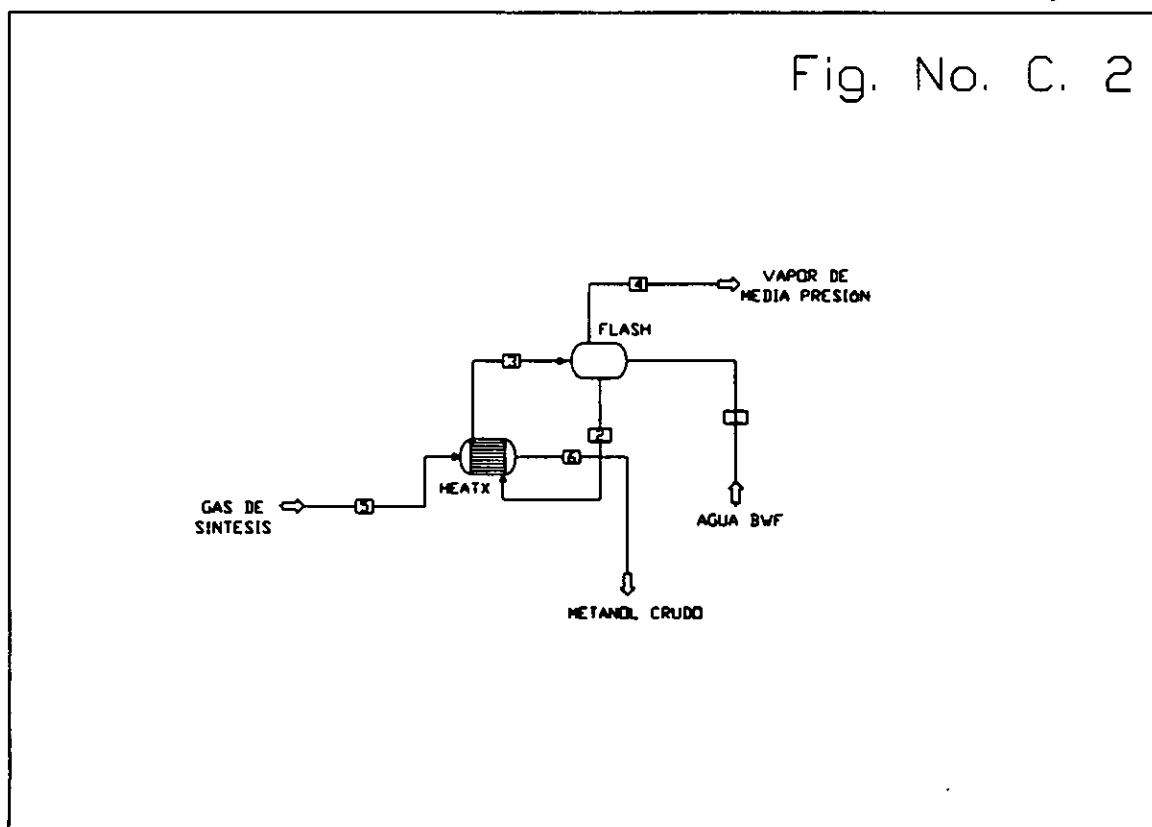 Fig. No. C. 2
4
VAPOR DE
MEDIA PRESION
FLASH
3
1
2
6
HEATX
GAS DE
SINTESIS
5
AGUA BWF
METANOL CRUDO